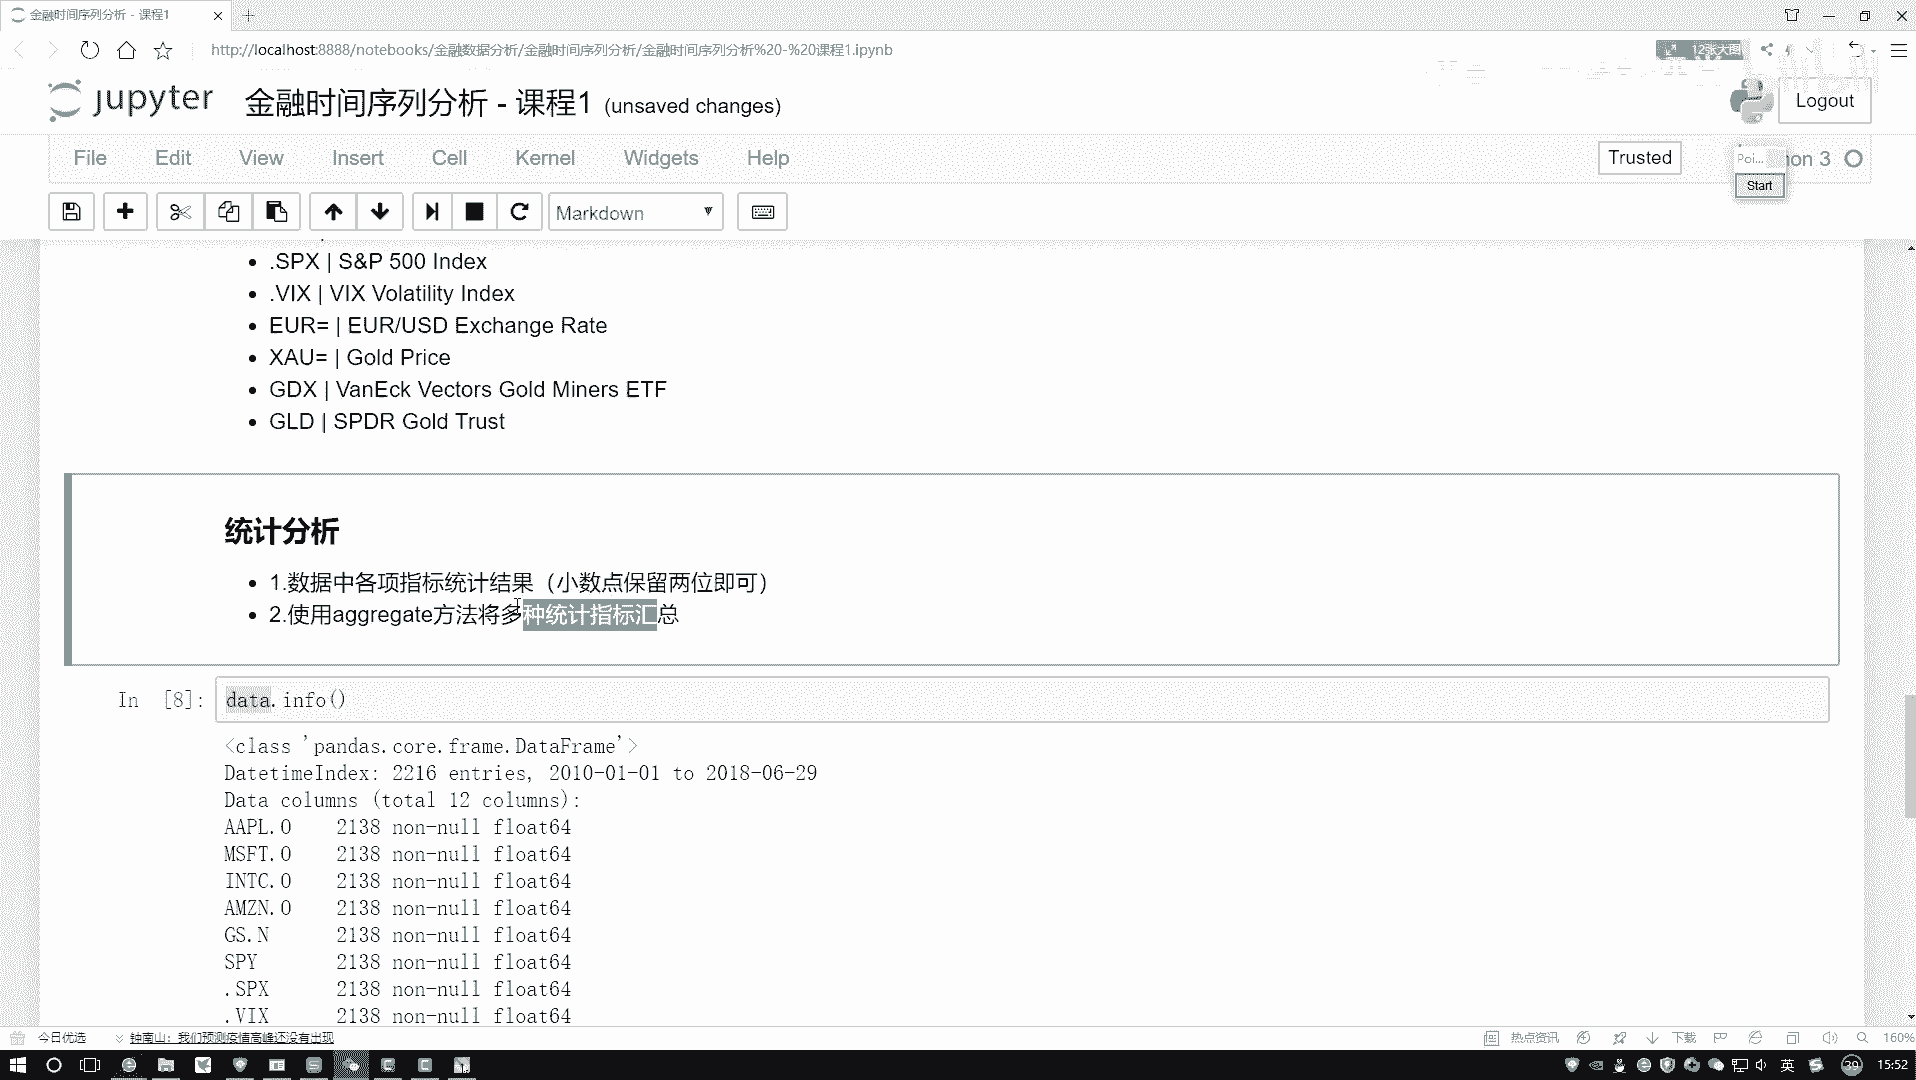 金融时间序列分析 - 课程1
http://localhost:8888/notebooks/金融数据分析/金融时间序列分析/金融时间序列分析%20-%20课程1.ipynb
12张大图
jupyter 金融时间序列分析 - 课程1 (unsaved changes)
Logout
File Edit View Insert Cell Kernel Widgets Help
Trusted
Poi...
hon 3
Start
Markdown
.SPX | S&P 500 Index
.VIX | VIX Volatility Index
EUR= | EUR/USD Exchange Rate
XAU= | Gold Price
GDX | VanEck Vectors Gold Miners ETF
GLD | SPDR Gold Trust
统计分析
1.数据中各项指标统计结果（小数点保留两位即可）
2.使用aggregate方法将多种统计指标汇总
In [8]: data.info()
<class 'pandas.core.frame.DataFrame'>
DatetimeIndex: 2216 entries, 2010-01-01 to 2018-06-29
Data columns (total 12 columns):
AAPL.O 2138 non-null float64
MSFT.O 2138 non-null float64
INTC.O 2138 non-null float64
AMZN.O 2138 non-null float64
GS.N 2138 non-null float64
SPY 2138 non-null float64
.SPX 2138 non-null float64
.VIX 2138 non-null float64
今日优选 钟南山：我们预测疫情高峰还没有出现
热点资讯 下载 160%
英 39 15:52